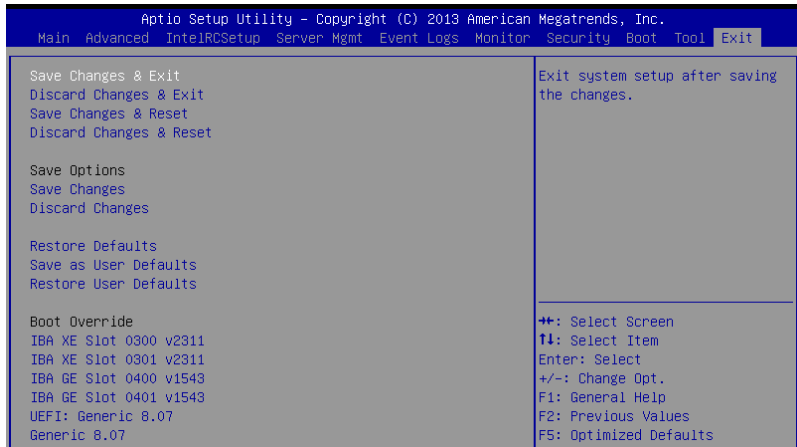 Aptio Setup Utility – Copyright (C) 2013 American Megatrends, Inc.
Main Advanced IntelRCSetup Server Mgmt Event Logs Monitor Security Boot Tool Exit
Save Changes & Exit
Discard Changes & Exit
Save Changes & Reset
Discard Changes & Reset
Save Options
Save Changes
Discard Changes
Restore Defaults
Save as User Defaults
Restore User Defaults
Boot Override
IBA XE Slot 0300 v2311
IBA XE Slot 0301 v2311
IBA GE Slot 0400 v1543
IBA GE Slot 0401 v1543
UEFI: Generic 8.07
Generic 8.07
Exit system setup after saving
the changes.
→←: Select Screen
↑↓: Select Item
Enter: Select
+/-: Change Opt.
F1: General Help
F2: Previous Values
F5: Optimized Defaults